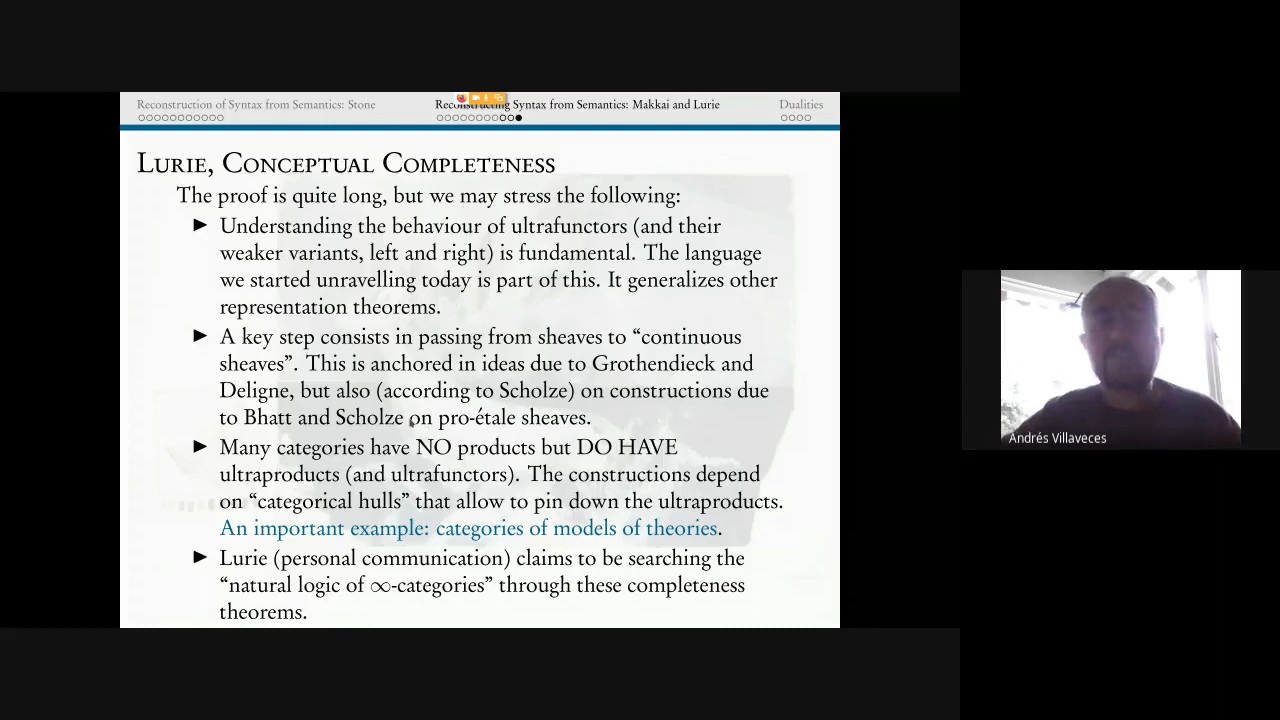 Reconstruction of Syntax from Semantics: Stone
Reconstructing Syntax from Semantics: Makkai and Lurie
Dualities
Lurie, Conceptual Completeness
The proof is quite long, but we may stress the following:
Understanding the behaviour of ultrafunctors (and their
weaker variants, left and right) is fundamental. The language
we started unravelling today is part of this. It generalizes other
representation theorems.
A key step consists in passing from sheaves to “continuous
sheaves”. This is anchored in ideas due to Grothendieck and
Deligne, but also (according to Scholze) on constructions due
to Bhatt and Scholze on pro-étale sheaves.
Many categories have NO products but DO HAVE
ultraproducts (and ultrafunctors). The constructions depend
on “categorical hulls” that allow to pin down the ultraproducts.
An important example: categories of models of theories.
Lurie (personal communication) claims to be searching the
“natural logic of ∞-categories” through these completeness
theorems.
Andrés Villaveces